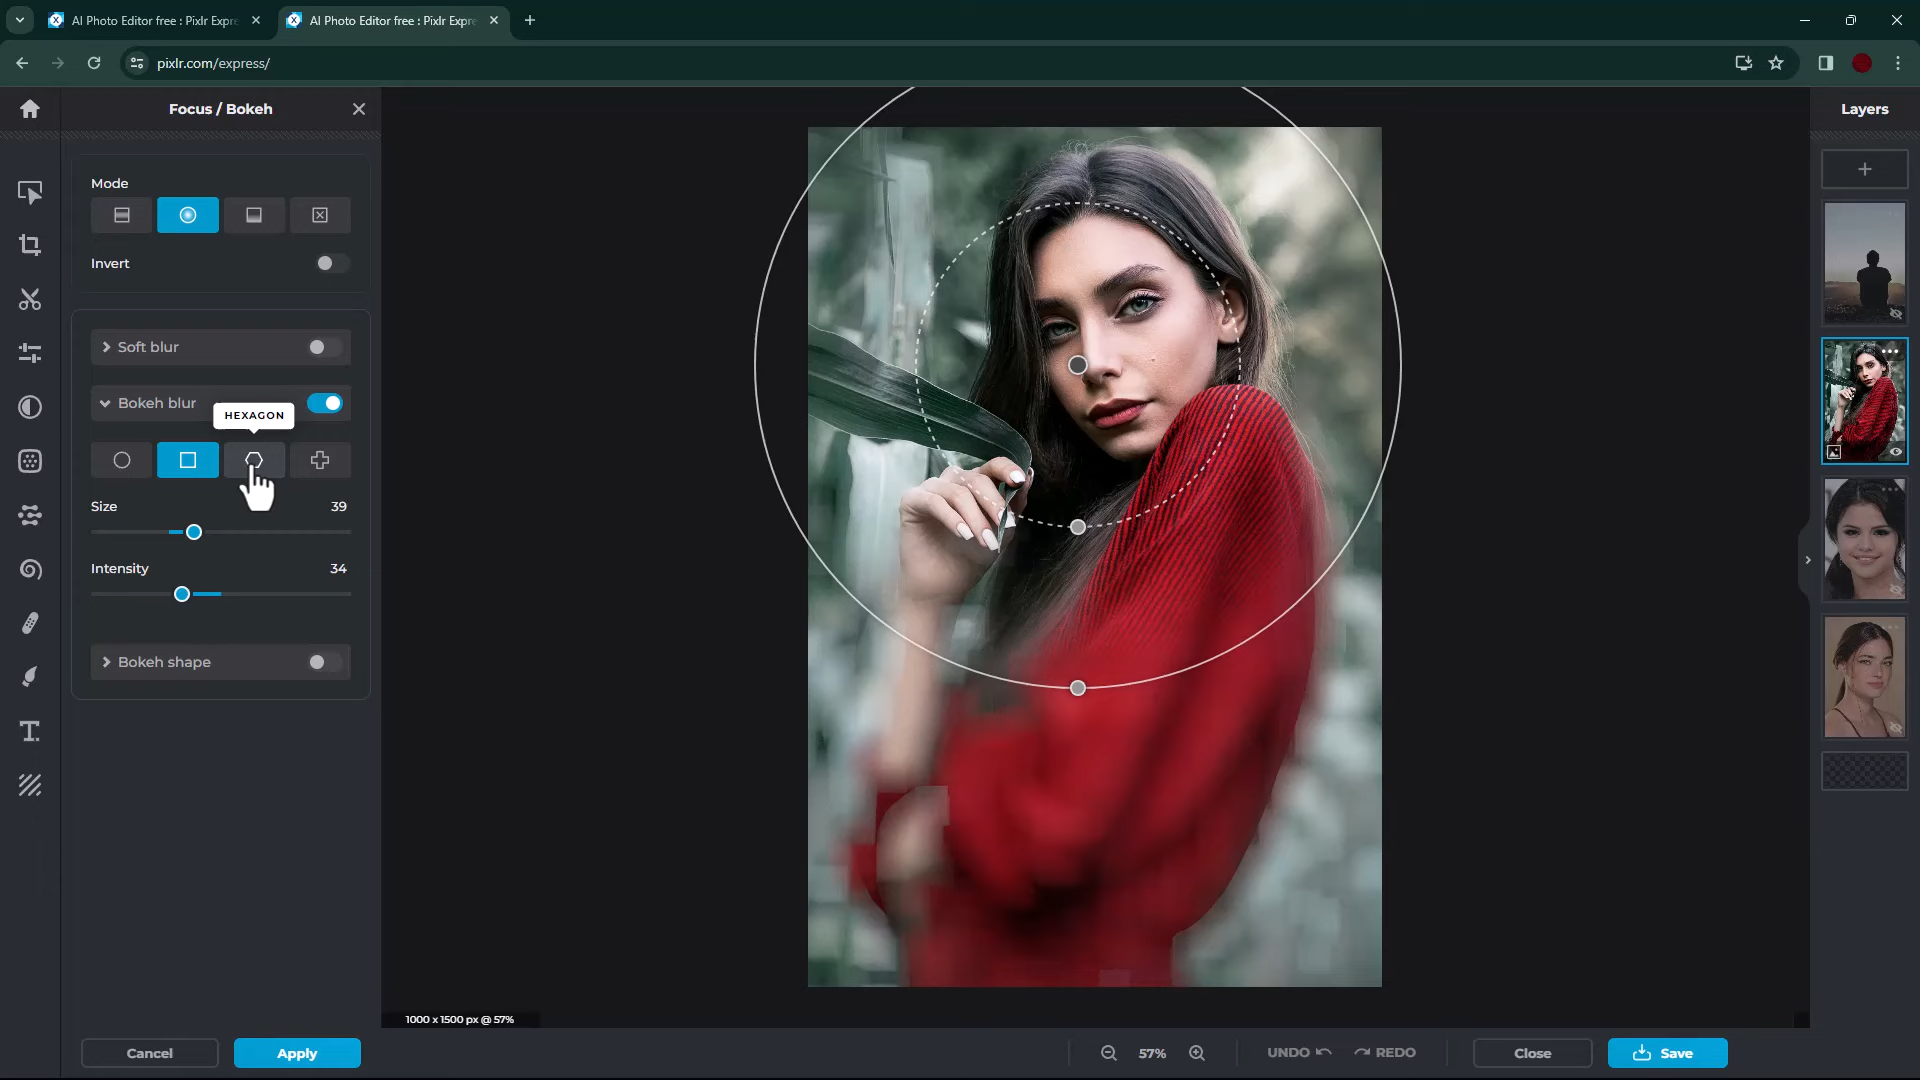 AI Photo Editor free : Pixlr Expre
AI Photo Editor free : Pixlr Expre
pixlr.com/express/
Focus / Bokeh
Layers
Mode
Invert
Soft blur
Bokeh blur
HEXAGON
Size 39
Intensity 34
Bokeh shape
1000 x 1500 px @ 57%
Cancel
Apply
57%
UNDO
REDO
Close
Save